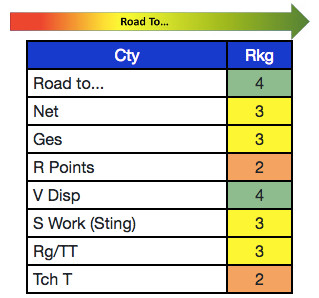 Road To...
Cty Rkg
Road to... 4
Net 3
Ges 3
R Points 2
V Disp 4
S Work (Sting) 3
Rg/TT 3
Tch T 2